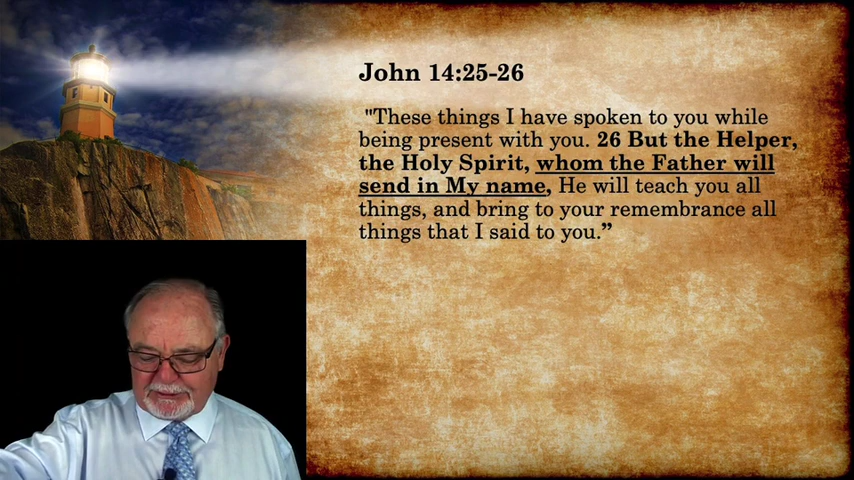 John 14:25-26
"These things I have spoken to you while
being present with you. 26 But the Helper,
the Holy Spirit, whom the Father will
send in My name, He will teach you all
things, and bring to your remembrance all
things that I said to you.”